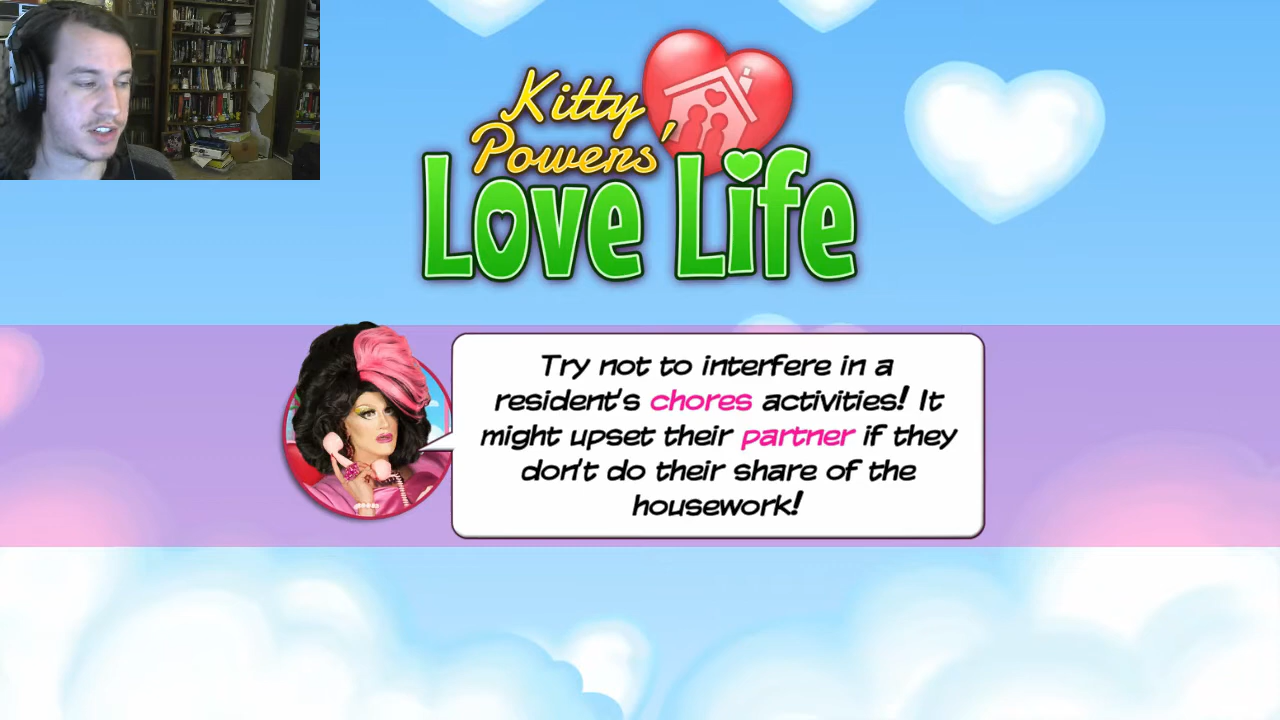 Kitty
Powers'
Love Life
Try not to interfere in a
resident's chores activities! It
might upset their partner if they
don't do their share of the
housework!